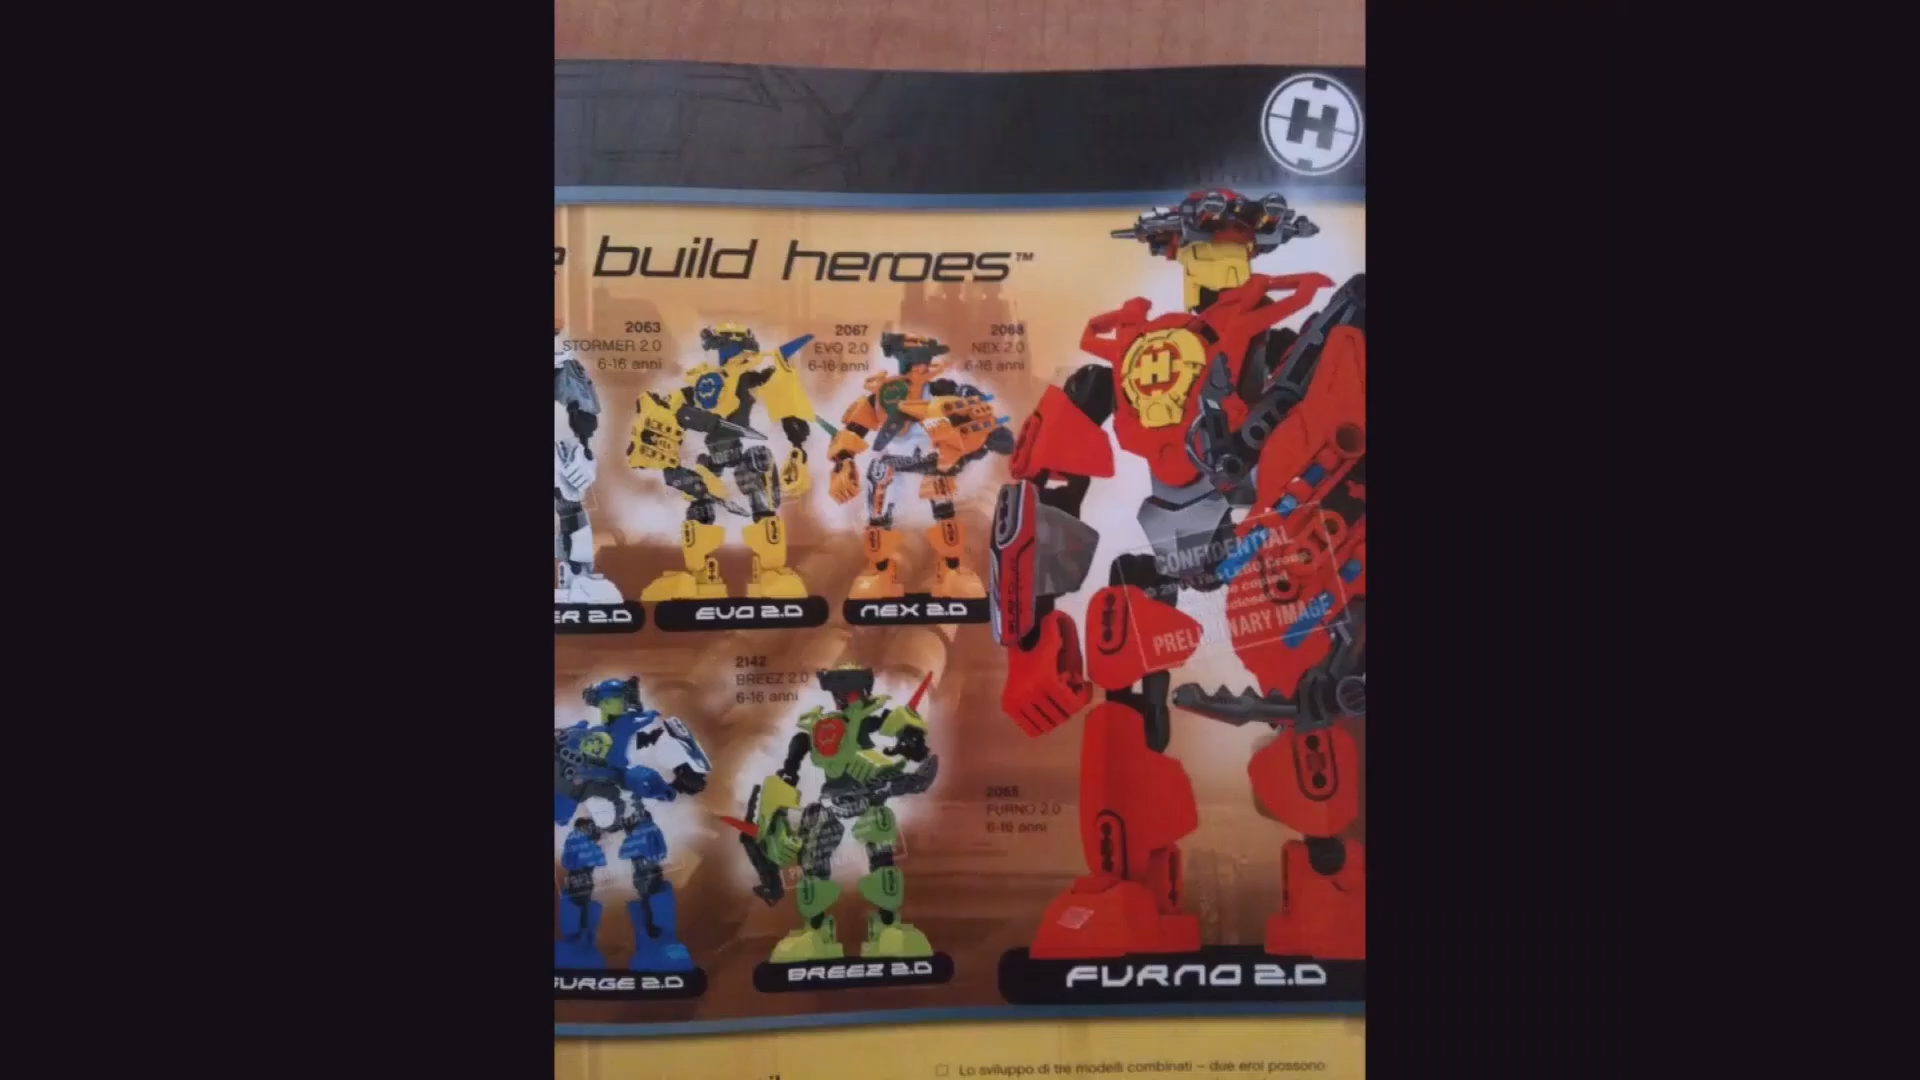 build heroes™
2063
STORMER 2.0
6-16 anni
2067
EVO 2.0
6-16 anni
2068
NEX 2.0
6-16 anni
H
ER 2.0
EVO 2.0
NEX 2.0
CONFIDENTIAL
PRELIMINARY IMAGE
2142
BREEZ 2.0
6-16 anni
2065
FURNO 2.0
6-16 anni
URGE 2.0
BREEZ 2.0
FURNO 2.0
Lo sviluppo di tre modelli combinati – due eroi possono